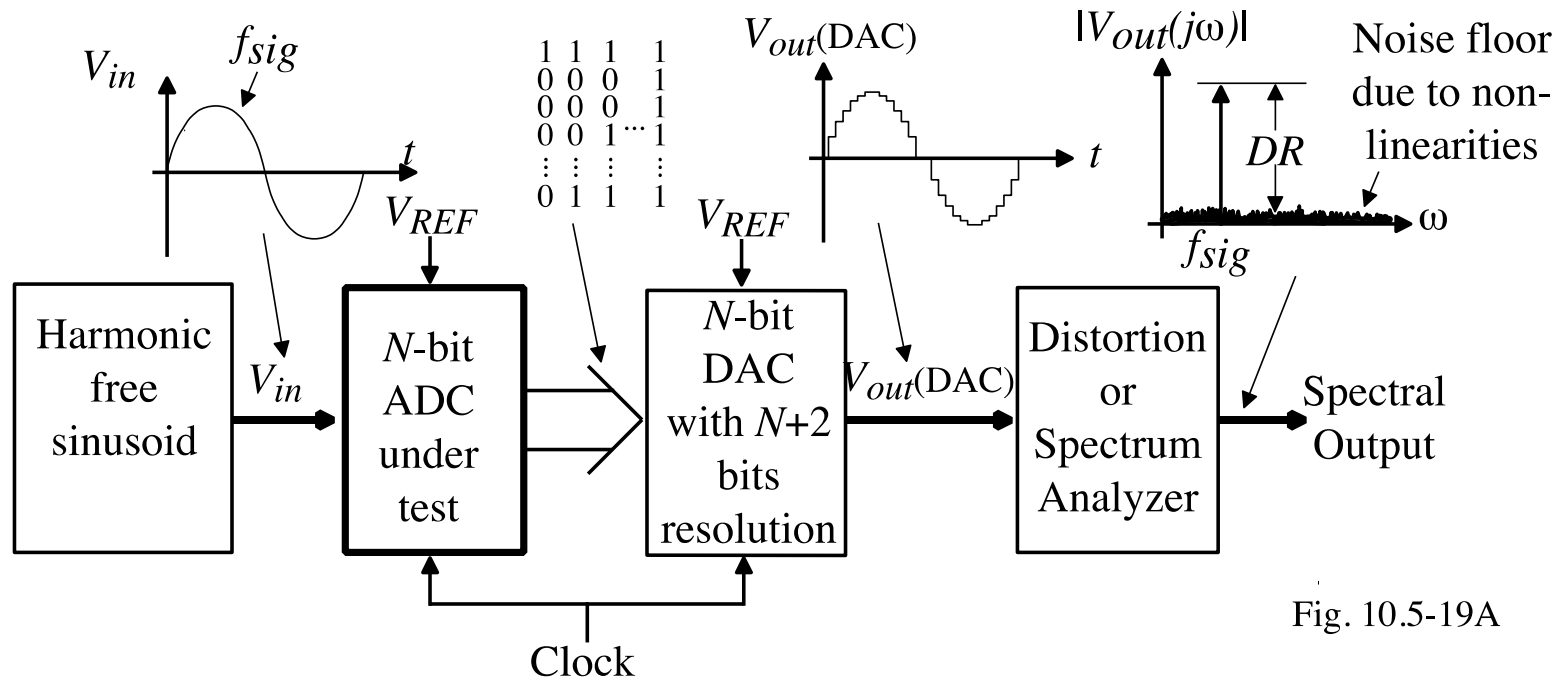 V_in
f_sig
t
1 1 1 1
0 0 0 1
0 0 0 1
0 0 1 ... 1
⋮ ⋮ ⋮ ⋮
0 1 1 1
V_out(DAC)
t
|V_out(jω)|
DR
f_sig
ω
Noise floor
due to non-
linearities
Harmonic
free
sinusoid
V_in
V_REF
N-bit
ADC
under
test
V_REF
N-bit
DAC
with N+2
bits
resolution
V_out(DAC)
Distortion
or
Spectrum
Analyzer
Spectral
Output
Clock
Fig. 10.5-19A